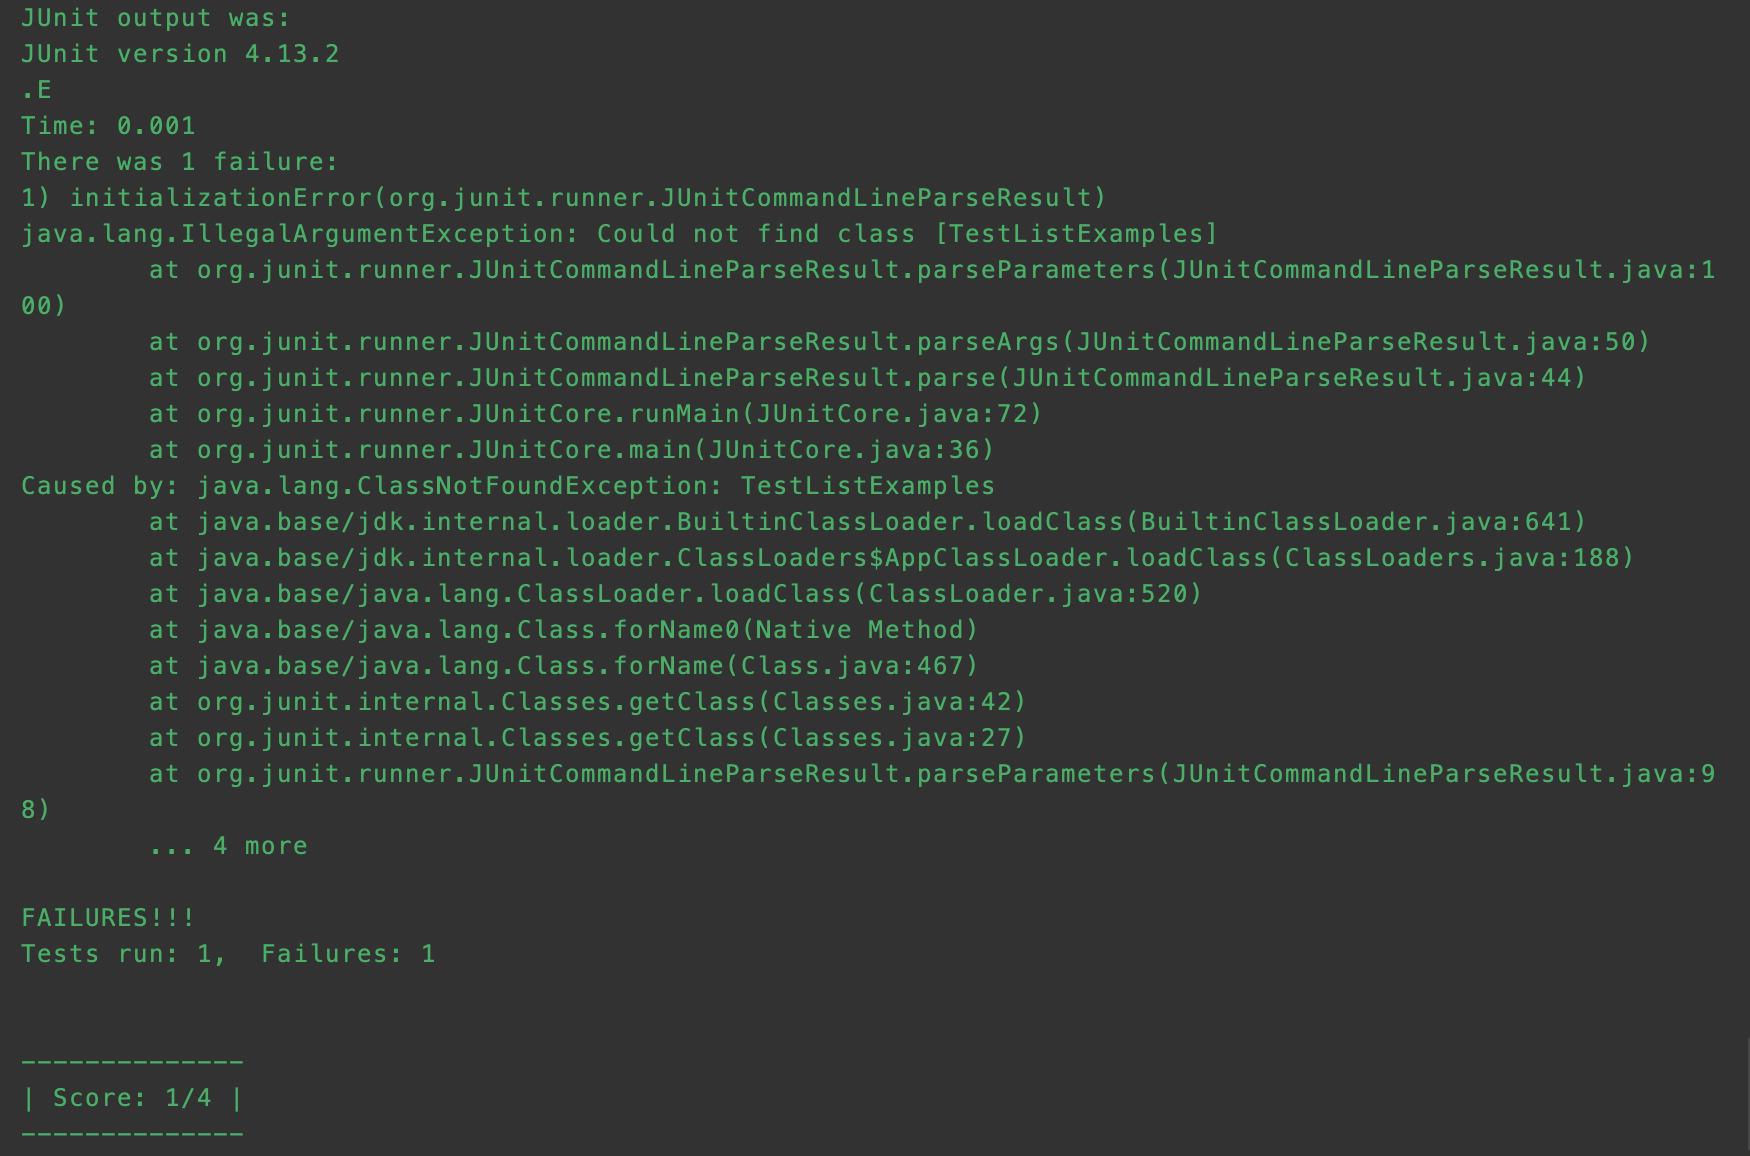 JUnit output was:
JUnit version 4.13.2
.E
Time: 0.001
There was 1 failure:
1) initializationError(org.junit.runner.JUnitCommandLineParseResult)
java.lang.IllegalArgumentException: Could not find class [TestListExamples]
        at org.junit.runner.JUnitCommandLineParseResult.parseParameters(JUnitCommandLineParseResult.java:1
00)
        at org.junit.runner.JUnitCommandLineParseResult.parseArgs(JUnitCommandLineParseResult.java:50)
        at org.junit.runner.JUnitCommandLineParseResult.parse(JUnitCommandLineParseResult.java:44)
        at org.junit.runner.JUnitCore.runMain(JUnitCore.java:72)
        at org.junit.runner.JUnitCore.main(JUnitCore.java:36)
Caused by: java.lang.ClassNotFoundException: TestListExamples
        at java.base/jdk.internal.loader.BuiltinClassLoader.loadClass(BuiltinClassLoader.java:641)
        at java.base/jdk.internal.loader.ClassLoaders$AppClassLoader.loadClass(ClassLoaders.java:188)
        at java.base/java.lang.ClassLoader.loadClass(ClassLoader.java:520)
        at java.base/java.lang.Class.forName0(Native Method)
        at java.base/java.lang.Class.forName(Class.java:467)
        at org.junit.internal.Classes.getClass(Classes.java:42)
        at org.junit.internal.Classes.getClass(Classes.java:27)
        at org.junit.runner.JUnitCommandLineParseResult.parseParameters(JUnitCommandLineParseResult.java:9
8)
        ... 4 more

FAILURES!!!
Tests run: 1,  Failures: 1


--------------
| Score: 1/4 |
--------------